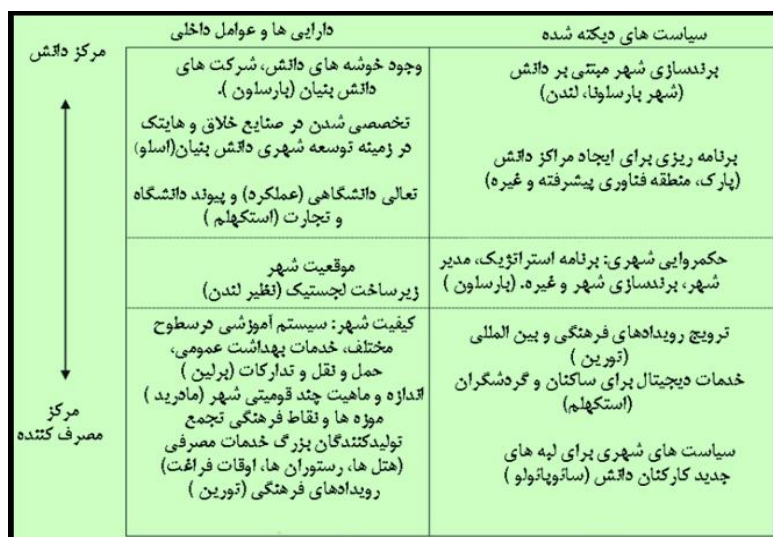 دارایی ها و عوامل داخلی
سیاست های دیکته شده
مرکز دانش
مرکز
مصرف کننده
وجود خوشه های دانش، شرکت های
دانش بنیان (بارسلون ).
تخصصی شدن در صنایع خلاق و هایتک
در زمینه توسعه شهری دانش بنیان(اسلو)
تعالی دانشگاهی (عملکرد) و پیوند دانشگاه
و تجارت (استکهلم )
برندسازی شهر مبتنی بر دانش
(شهر بارسلونا، لندن)
برنامه ریزی برای ایجاد مراکز دانش
(پارک، منطقه فناوری پیشرفته و غیره)
موقعیت شهر
زیرساخت لجستیک (نظیر لندن)
حکمروایی شهری: برنامه استراتژیک، مدیر
شهر، برندسازی شهر و غیره. (بارسلون )
کیفیت شهر: سیستم آموزشی درسطوح
مختلف، خدمات بهداشت عمومی،
حمل و نقل و تدارکات (برلین )
اندازه و ماهیت چند قومیتی شهر (مادرید )
موزه ها و نقاط فرهنگی تجمع
تولیدکنندگان بزرگ خدمات مصرفی
(هتل ها، رستوران ها، اوقات فراغت)
رویدادهای فرهنگی (تورین )
ترویج رویدادهای فرهنگی و بین المللی
(تورین )
خدمات دیجیتال برای ساکنان و گردشگران
(استکهلم)
سیاست های شهری برای لبه های
جدید کارکنان دانش (سائوپائولو )